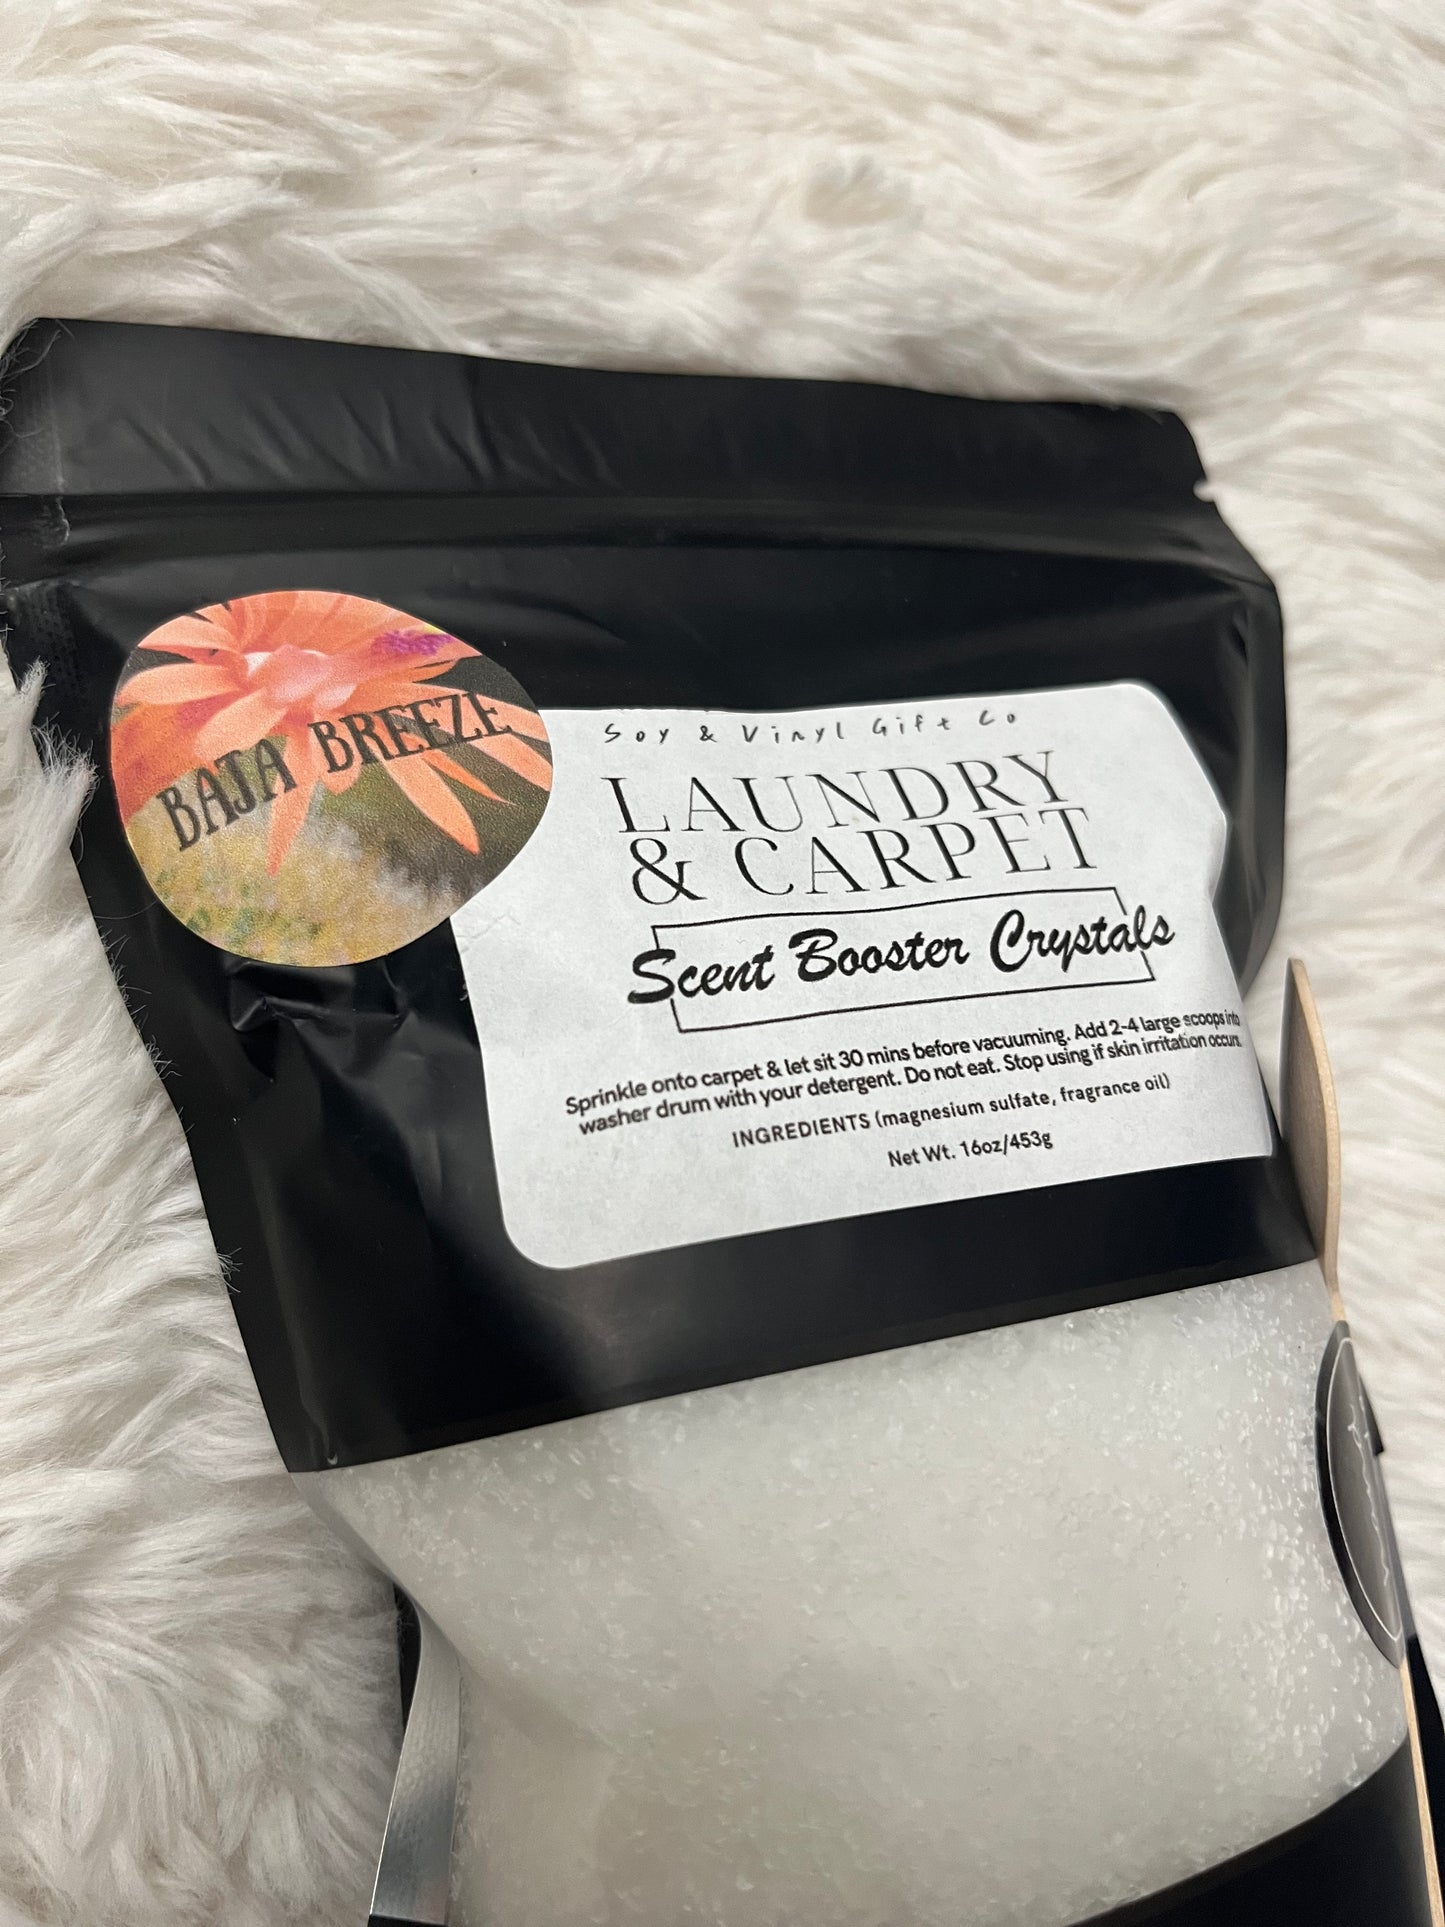 BAJA BREEZE
Soy & Vinyl Gift Co
LAUNDRY
& CARPET
Scent Booster Crystals
Sprinkle onto carpet & let sit 30 mins before vacuuming. Add 2-4 large scoops into
washer drum with your detergent. Do not eat. Stop using if skin irritation occurs.
INGREDIENTS (magnesium sulfate, fragrance oil)
Net Wt. 16oz/453g